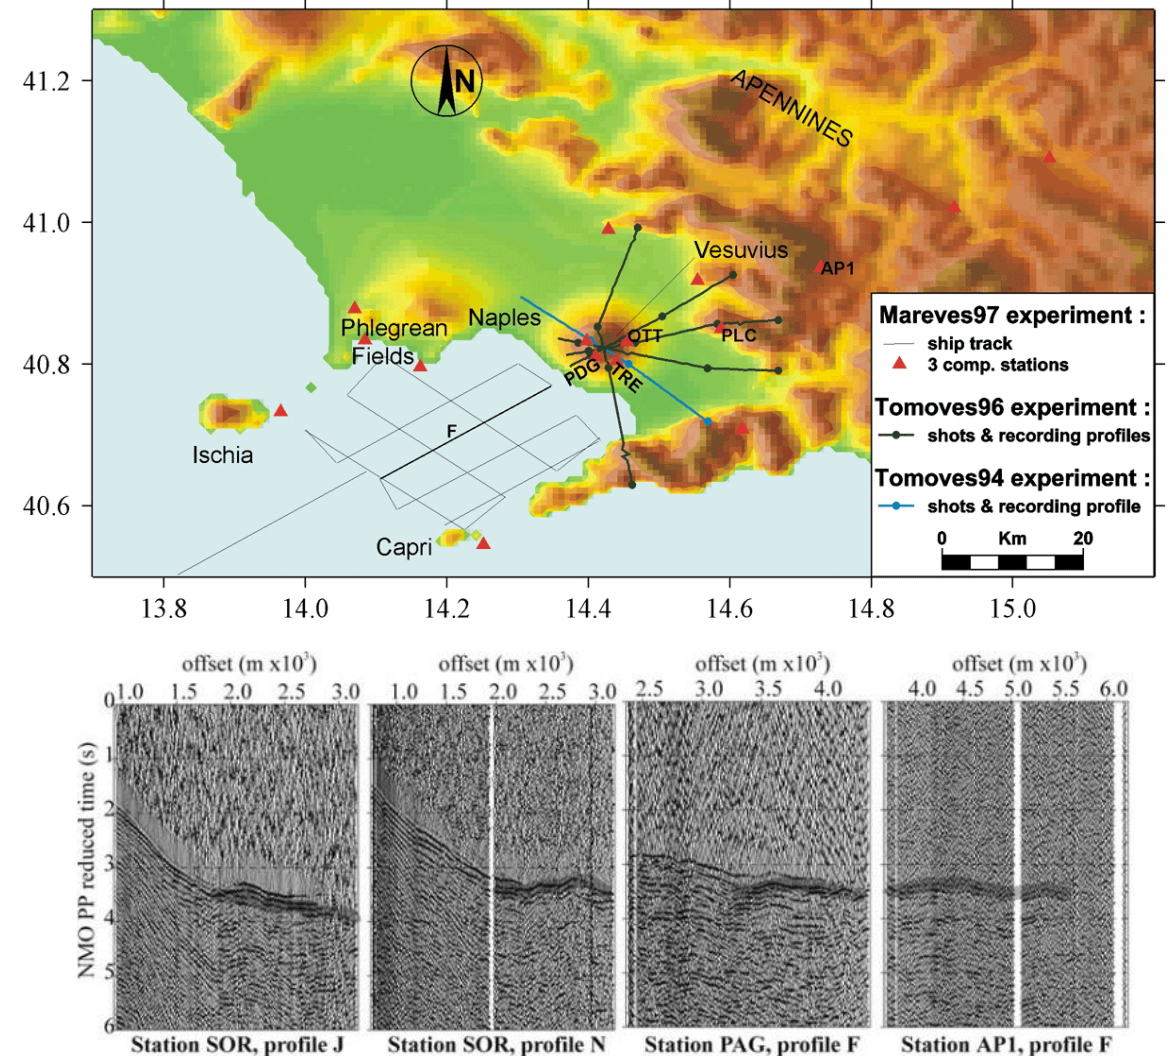 41.2
41.0
40.8
40.6
N
APENNINES
Vesuvius
AP1
Naples
Phlegrean
Fields
OTT
PLC
PDG
TRE
F
Ischia
Capri
Mareves97 experiment :
ship track
3 comp. stations
Tomoves96 experiment :
shots & recording profiles
Tomoves94 experiment :
shots & recording profile
0 Km 20
13.8 14.0 14.2 14.4 14.6 14.8 15.0
offset (m x10³) offset (m x10³) offset (m x10³) offset (m x10³)
1.0 1.5 2.0 2.5 3.0 1.0 1.5 2.0 2.5 3.0 2.5 3.0 3.5 4.0 4.0 4.5 5.0 5.5 6.0
NMO PP reduced time (s)
0
1
2
3
4
5
6
Station SOR, profile J Station SOR, profile N Station PAG, profile F Station AP1, profile F